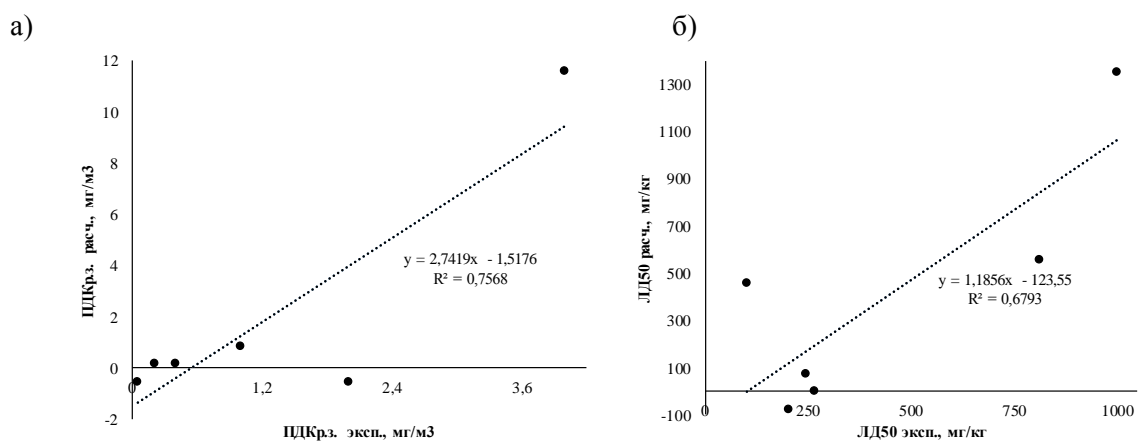 а)
12
10
8
6
4
2
0
-2
0
1,2
2,4
3,6
ПДКр.з. расч., мг/м3
y = 2,7419x - 1,5176
R² = 0,7568
ПДКр.з. эксп., мг/м3
б)
1300
1100
900
700
500
300
100
-100
0
250
500
750
1000
ЛД50 расч., мг/кг
y = 1,1856x - 123,55
R² = 0,6793
ЛД50 эксп., мг/кг